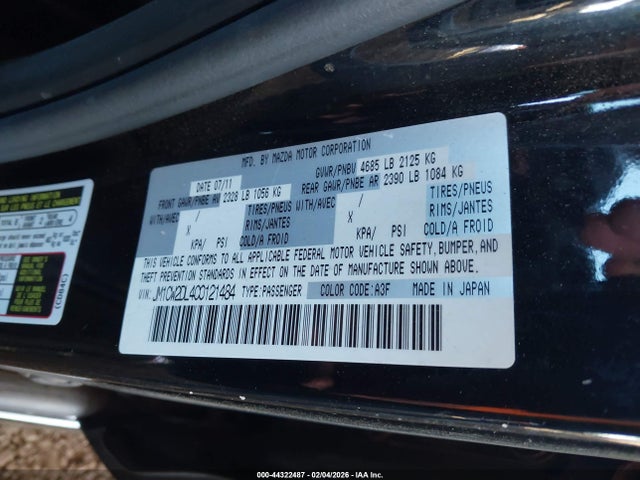 MFD. BY MAZDA MOTOR CORPORATION
DATE 07/11 GVWR/PNBV 4685 LB 2125 KG
FRONT GAWR/PNBE AV 2328 LB 1056 KG REAR GAWR/PNBE AR 2390 LB 1084 KG
WITH/AVEC / TIRES/PNEUS WITH/AVEC / TIRES/PNEUS
X RIMS/JANTES X RIMS/JANTES
KPA/ PSI COLD/A FROID KPA/ PSI COLD/A FROID
THIS VEHICLE CONFORMS TO ALL APPLICABLE FEDERAL MOTOR VEHICLE SAFETY, BUMPER, AND
THEFT PREVENTION STANDARDS IN EFFECT ON THE DATE OF MANUFACTURE SHOWN ABOVE.
VIN: JM1CW2DL4C0121484 TYPE:PASSENGER COLOR CODE:A3F MADE IN JAPAN
(CD84C)
000-44322487 - 02/04/2026 - IAA Inc.